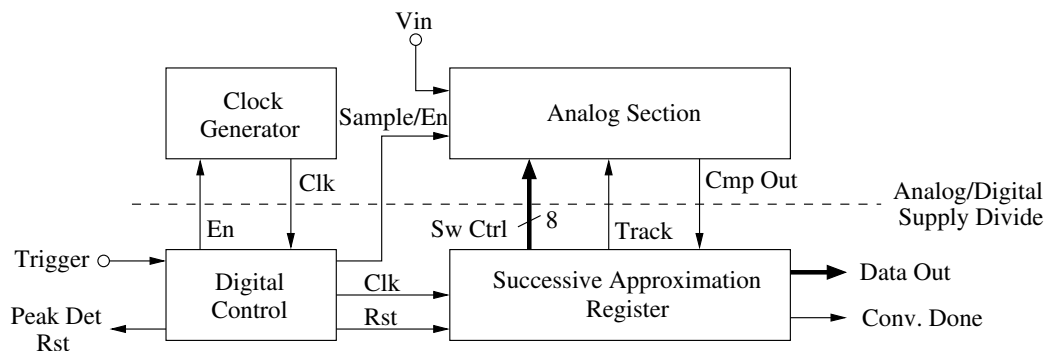 Vin
Clock
Generator
Sample/En
Analog Section
Clk
Cmp Out
Analog/Digital
Supply Divide
En
Sw Ctrl
8
Track
Trigger
Digital
Control
Clk
Rst
Successive Approximation
Register
Data Out
Conv. Done
Peak Det
Rst